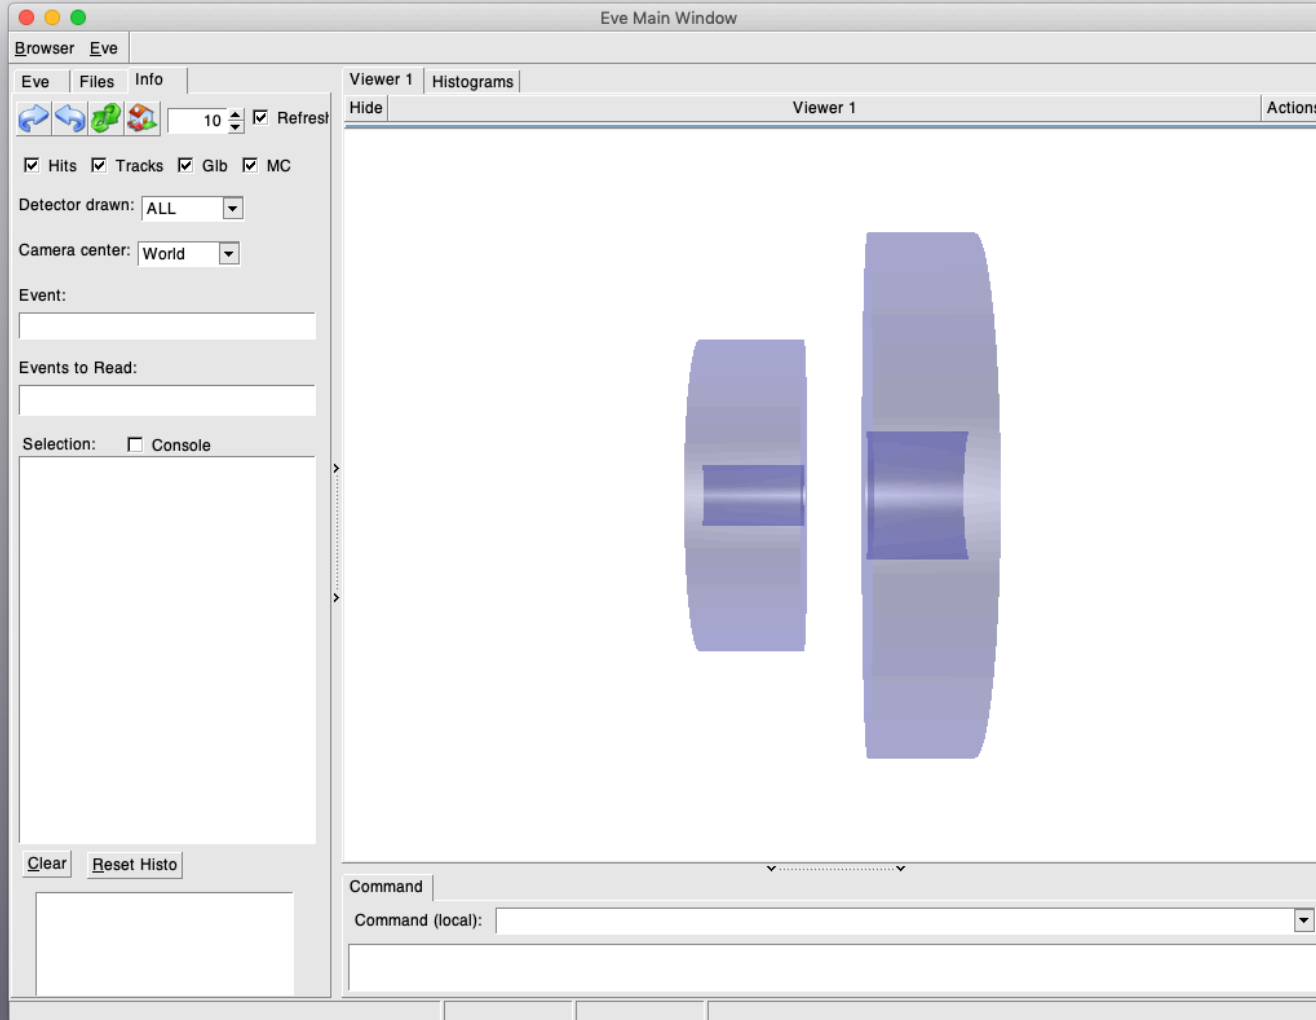 Eve Main Window
Browser Eve
Eve Files Info
10 Refresh
Hits Tracks Glb MC
Detector drawn: ALL
Camera center: World
Event:
Events to Read:
Selection: Console
Clear Reset Histo
Viewer 1 Histograms
Hide Viewer 1 Actions
Command
Command (local):